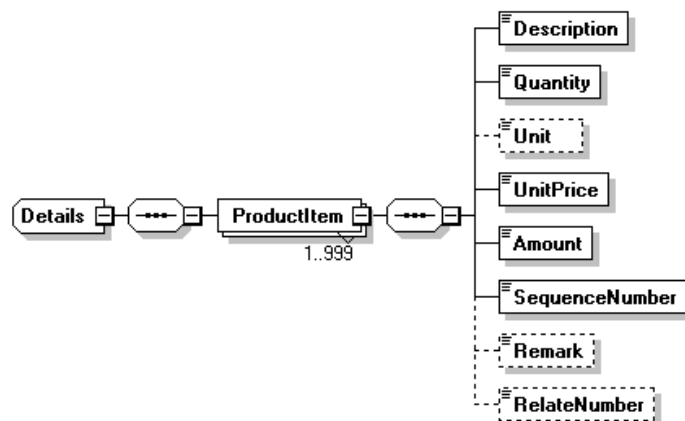 Description
Quantity
Unit
UnitPrice
Details
ProductItem
1..999
Amount
SequenceNumber
Remark
RelateNumber